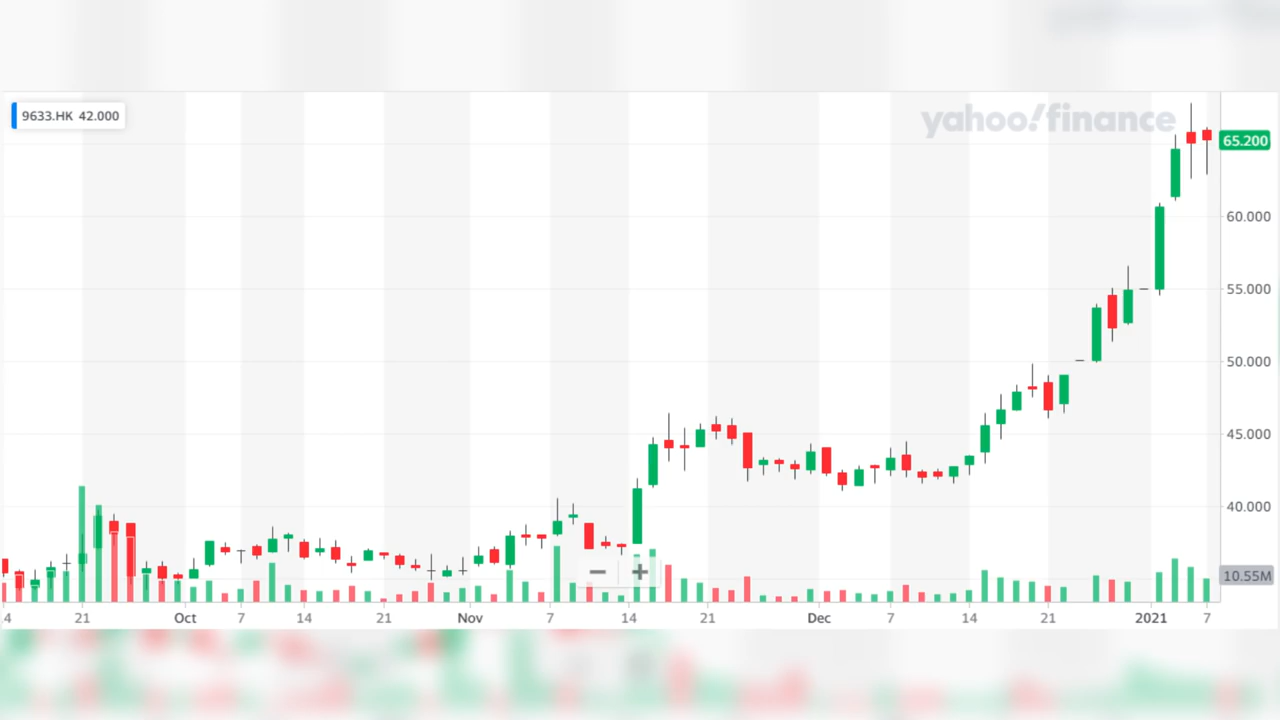 9633.HK 42.000
yahoo!finance
65.200
60.000
55.000
50.000
45.000
40.000
10.55M
4 21 Oct 7 14 21 Nov 7 14 21 Dec 7 14 21 2021 7